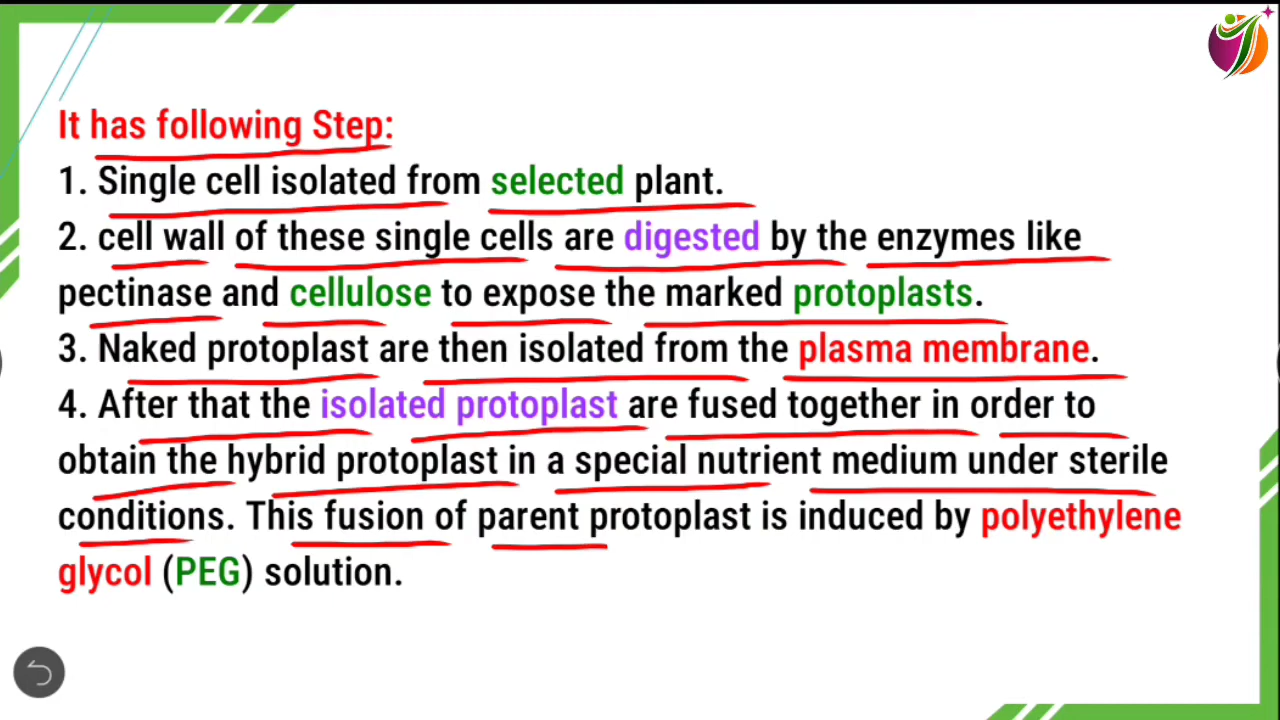 It has following Step:
1. Single cell isolated from selected plant.
2. cell wall of these single cells are digested by the enzymes like
pectinase and cellulose to expose the marked protoplasts.
3. Naked protoplast are then isolated from the plasma membrane.
4. After that the isolated protoplast are fused together in order to
obtain the hybrid protoplast in a special nutrient medium under sterile
conditions. This fusion of parent protoplast is induced by polyethylene
glycol (PEG) solution.